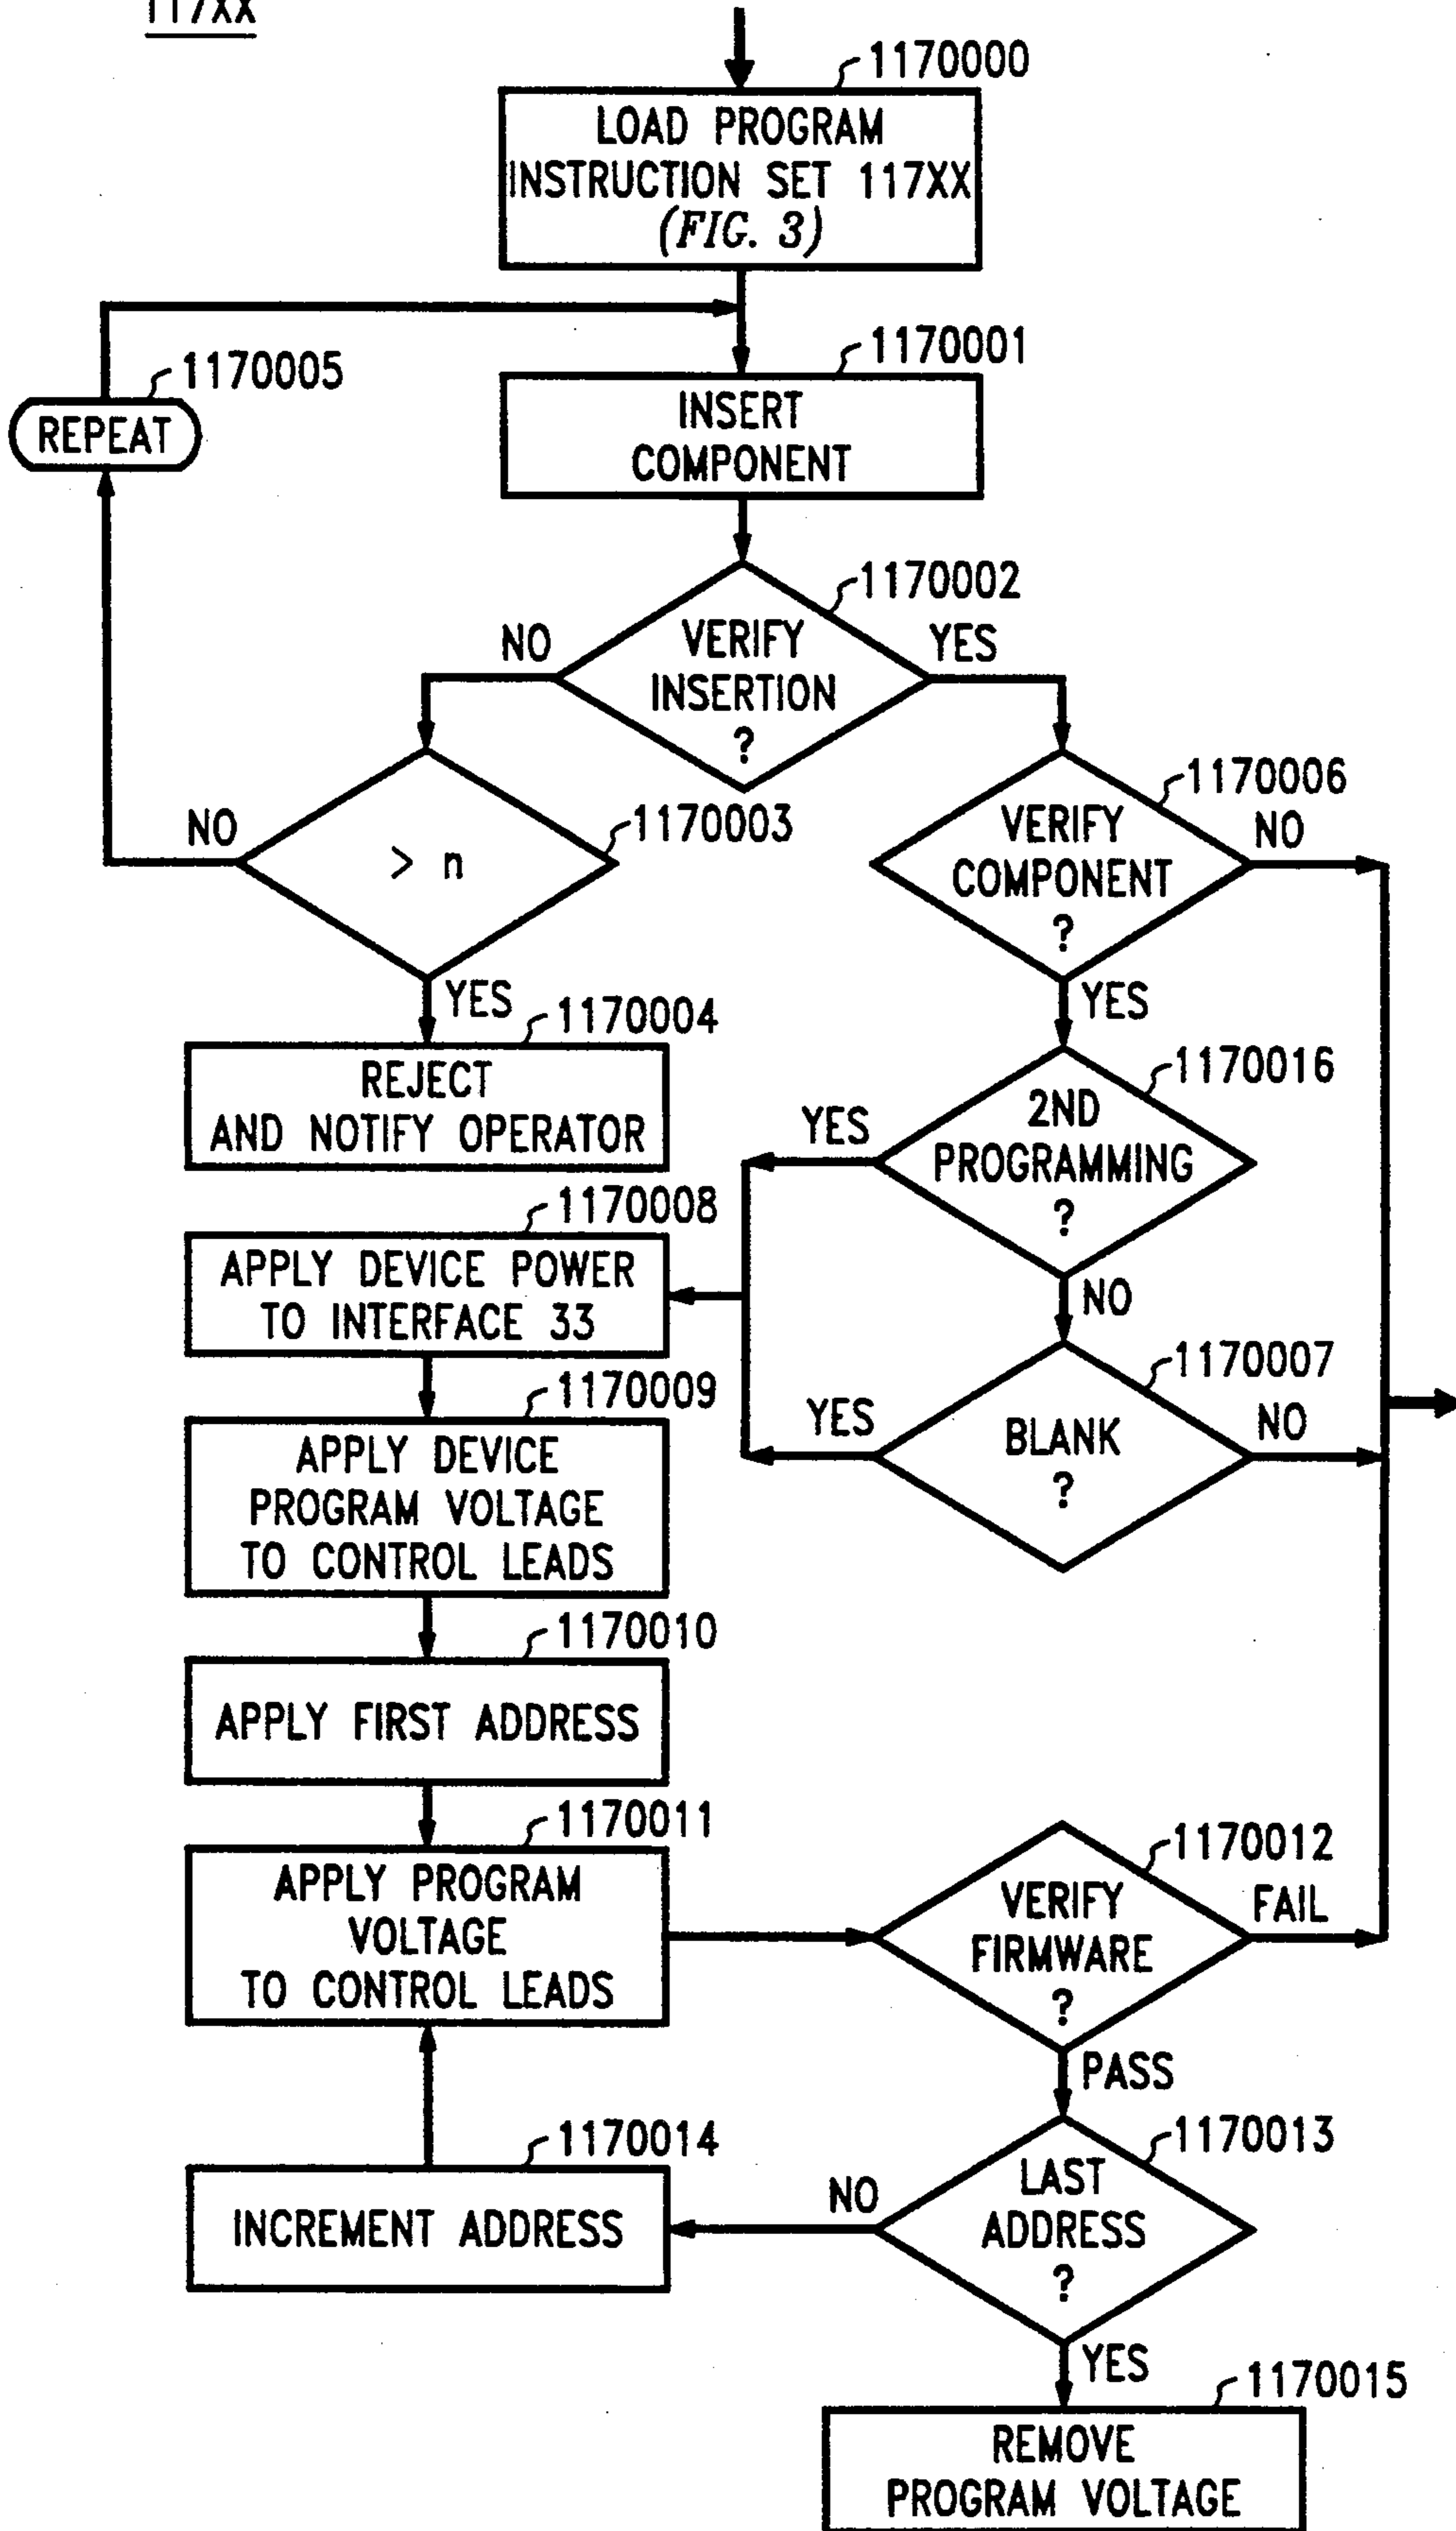 117XX
1170000
LOAD PROGRAM
INSTRUCTION SET 117XX
(FIG. 3)
1170005
REPEAT
1170001
INSERT
COMPONENT
1170002
NO
VERIFY
INSERTION
?
YES
1170003
NO
> n
YES
1170006
VERIFY
COMPONENT
?
NO
YES
1170004
REJECT
AND NOTIFY OPERATOR
1170016
YES
2ND
PROGRAMMING
?
NO
1170008
APPLY DEVICE POWER
TO INTERFACE 33
1170007
YES
BLANK
?
NO
1170009
APPLY DEVICE
PROGRAM VOLTAGE
TO CONTROL LEADS
1170010
APPLY FIRST ADDRESS
1170011
APPLY PROGRAM
VOLTAGE
TO CONTROL LEADS
1170012
VERIFY
FIRMWARE
?
FAIL
PASS
1170014
INCREMENT ADDRESS
1170013
NO
LAST
ADDRESS
?
YES
1170015
REMOVE
PROGRAM VOLTAGE